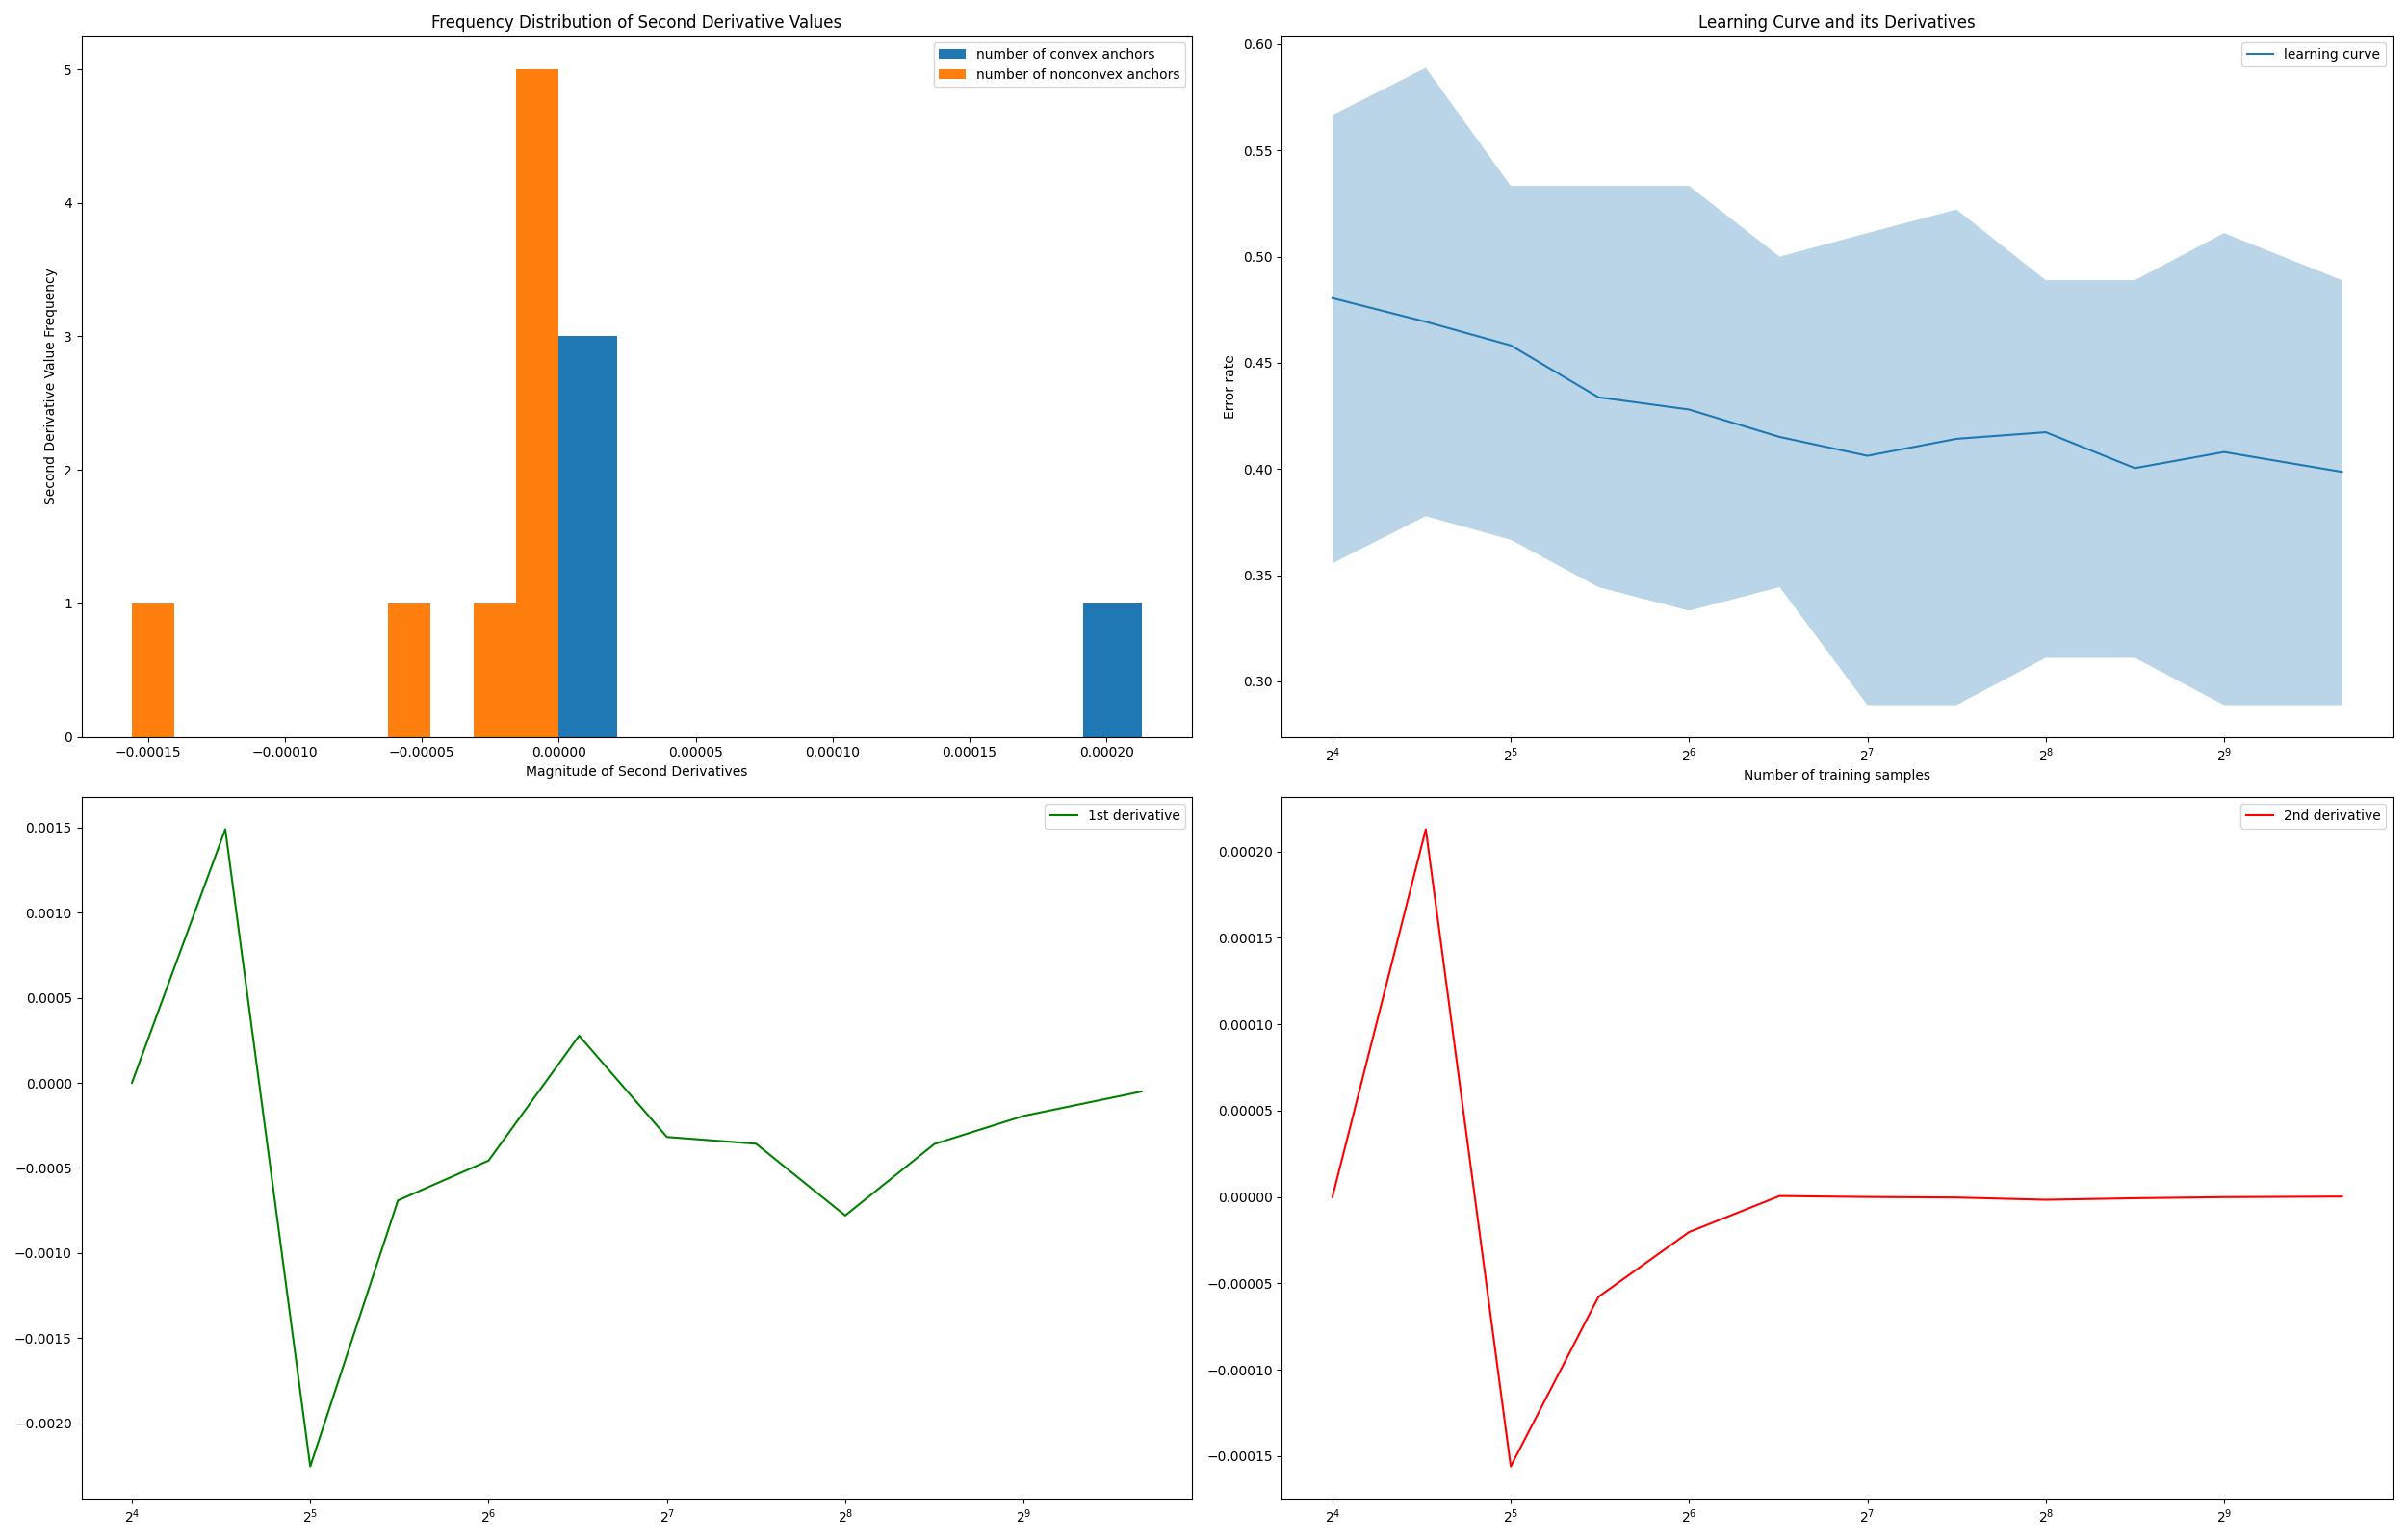 Frequency Distribution of Second Derivative Values
number of convex anchors
number of nonconvex anchors
Second Derivative Value Frequency
5
4
3
2
1
0
−0.00015 −0.00010 −0.00005 0.00000 0.00005 0.00010 0.00015 0.00020
Magnitude of Second Derivatives
Learning Curve and its Derivatives
learning curve
Error rate
0.60
0.55
0.50
0.45
0.40
0.35
0.30
2⁴ 2⁵ 2⁶ 2⁷ 2⁸ 2⁹
Number of training samples
1st derivative
0.0015
0.0010
0.0005
0.0000
−0.0005
−0.0010
−0.0015
−0.0020
2⁴ 2⁵ 2⁶ 2⁷ 2⁸ 2⁹
2nd derivative
0.00020
0.00015
0.00010
0.00005
0.00000
−0.00005
−0.00010
−0.00015
2⁴ 2⁵ 2⁶ 2⁷ 2⁸ 2⁹